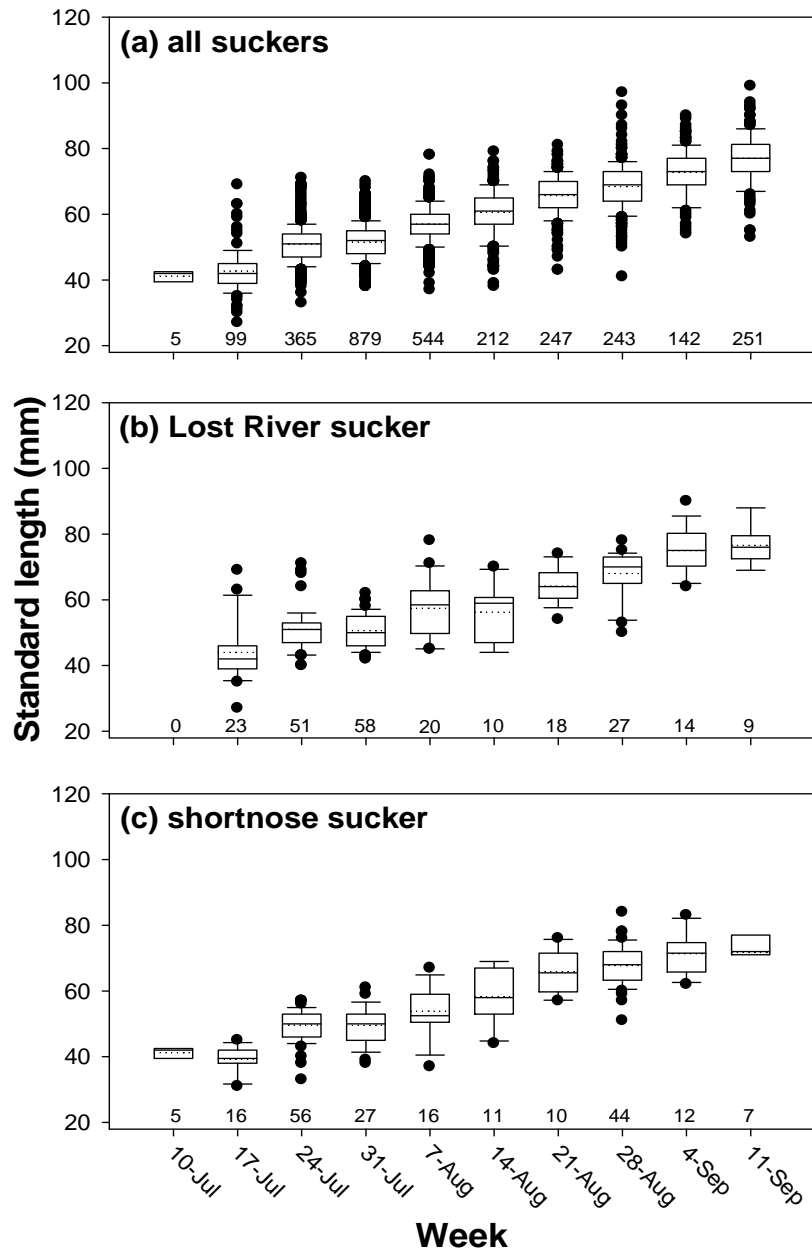 120
(a) all suckers
100
80
60
40
20
5 99 365 879 544 212 247 243 142 251
120
(b) Lost River sucker
100
80
60
40
20
0 23 51 58 20 10 18 27 14 9
Standard length (mm)
120
(c) shortnose sucker
100
80
60
40
20
5 16 56 27 16 11 10 44 12 7
10-Jul 17-Jul 24-Jul 31-Jul 7-Aug 14-Aug 21-Aug 28-Aug 4-Sep 11-Sep
Week